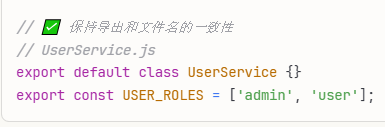 // ✅ 保持导出和文件名的一致性
// UserService.js
export default class UserService {}
export const USER_ROLES = ['admin', 'user'];